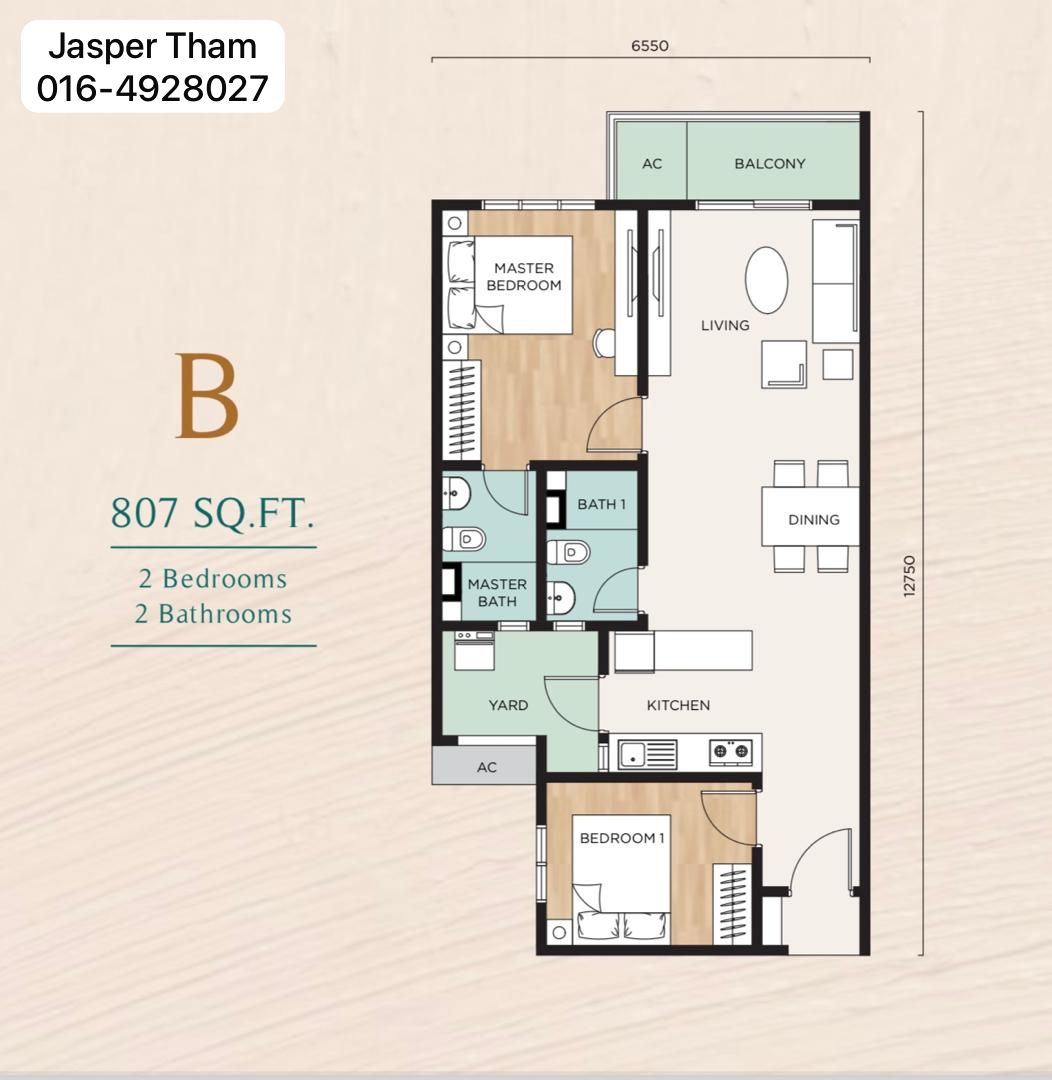 Jasper Tham
016-4928027
6550
AC
BALCONY
MASTER
BEDROOM
LIVING
B
807 SQ.FT.
2 Bedrooms
2 Bathrooms
BATH 1
DINING
MASTER
BATH
12750
YARD
KITCHEN
AC
BEDROOM 1